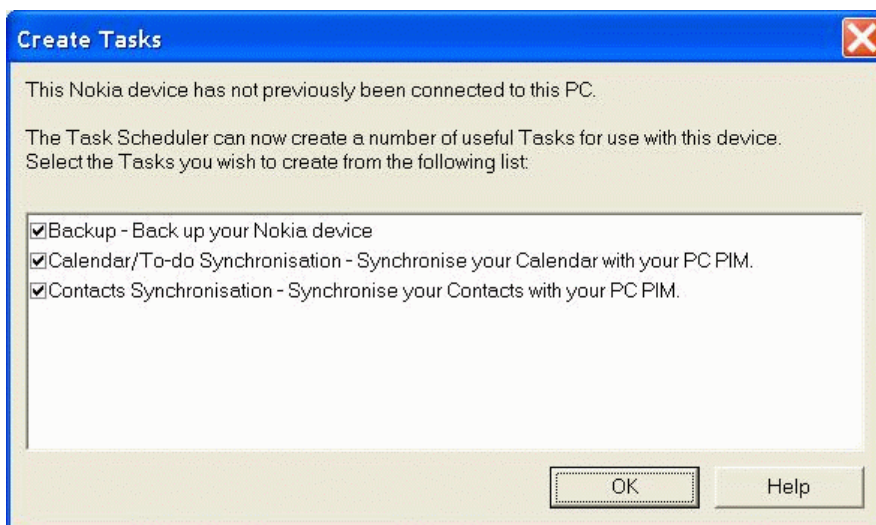 Create Tasks
This Nokia device has not previously been connected to this PC.
The Task Scheduler can now create a number of useful Tasks for use with this device.
Select the Tasks you wish to create from the following list:
Backup - Back up your Nokia device
Calendar/To-do Synchronisation - Synchronise your Calendar with your PC PIM.
Contacts Synchronisation - Synchronise your Contacts with your PC PIM.
OK Help